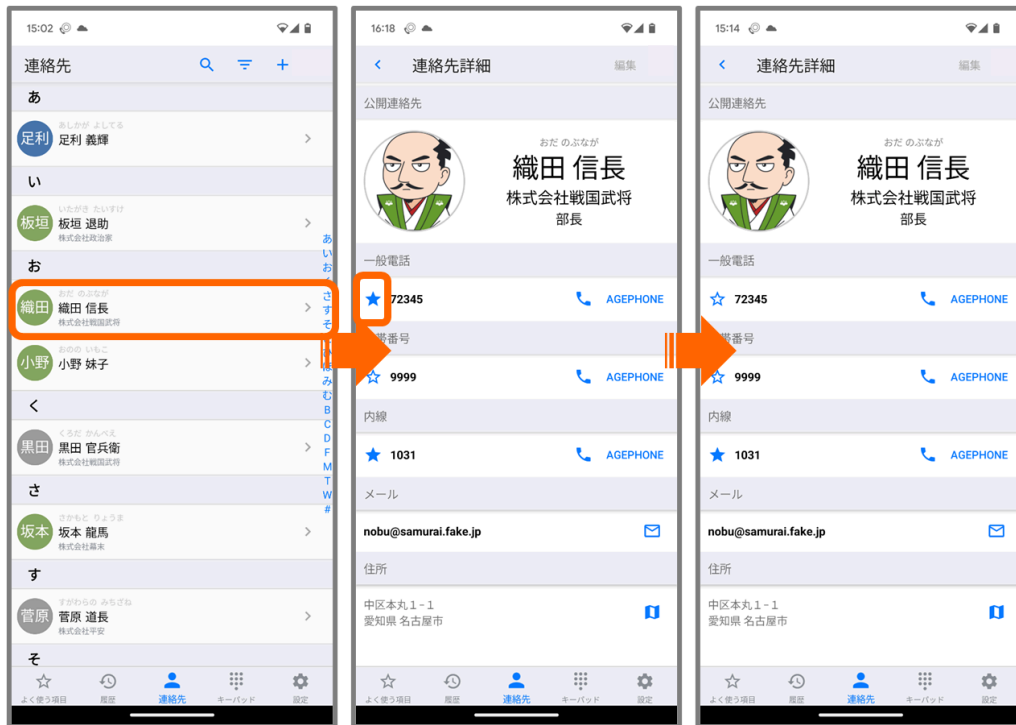 15:02
連絡先
あ
足利
あしかが よしてる
足利 義輝
い
板垣
いたがき たいすけ
板垣 退助
株式会社政治家
お
織田
おだ のぶなが
織田 信長
株式会社戦国武将
小野
おのの いもこ
小野 妹子
く
黒田
くろだ かんべえ
黒田 官兵衛
株式会社戦国武将
さ
坂本
さかもと りょうま
坂本 龍馬
株式会社幕末
す
菅原
すがわらの みちざね
菅原 道長
株式会社平安
そ
あ
い
お
さ
す
そ
は
み
む
B
C
D
F
M
T
W
#
よく使う項目
履歴
連絡先
キーパッド
設定
16:18
連絡先詳細
編集
公開連絡先
おだ のぶなが
織田 信長
株式会社戦国武将
部長
一般電話
72345 AGEPHONE
帯番号
9999 AGEPHONE
内線
1031 AGEPHONE
メール
nobu@samurai.fake.jp
住所
中区本丸1-1
愛知県 名古屋市
よく使う項目
履歴
連絡先
キーパッド
設定
15:14
連絡先詳細
編集
公開連絡先
おだ のぶなが
織田 信長
株式会社戦国武将
部長
一般電話
72345 AGEPHONE
帯番号
9999 AGEPHONE
内線
1031 AGEPHONE
メール
nobu@samurai.fake.jp
住所
中区本丸1-1
愛知県 名古屋市
よく使う項目
履歴
連絡先
キーパッド
設定